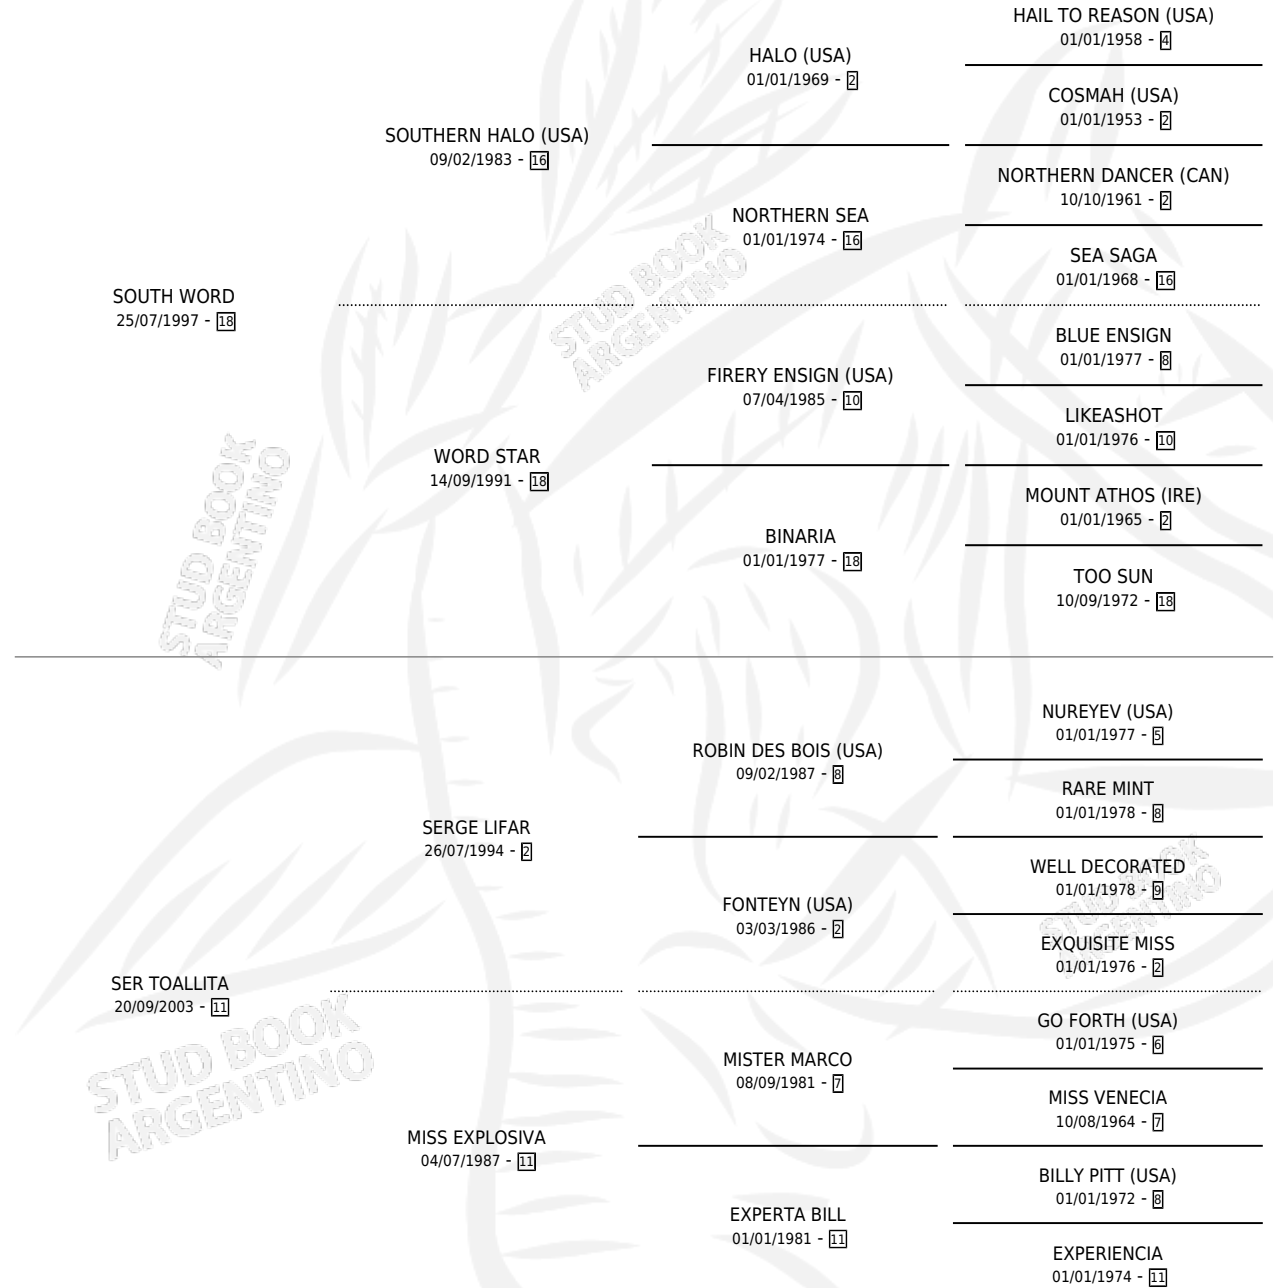 HAIL TO REASON (USA)
01/01/1958 - 4
HALO (USA)
01/01/1969 - 2
COSMAH (USA)
01/01/1953 - 2
SOUTHERN HALO (USA)
09/02/1983 - 16
NORTHERN DANCER (CAN)
10/10/1961 - 2
NORTHERN SEA
01/01/1974 - 16
SEA SAGA
01/01/1968 - 16
SOUTH WORD
25/07/1997 - 18
STUD BOOK
ARGENTINO
BLUE ENSIGN
01/01/1977 - 8
FIRERY ENSIGN (USA)
07/04/1985 - 10
LIKEASHOT
01/01/1976 - 10
WORD STAR
14/09/1991 - 18
MOUNT ATHOS (IRE)
01/01/1965 - 2
BINARIA
01/01/1977 - 18
TOO SUN
10/09/1972 - 18
STUD BOOK
ARGENTINO
NUREYEV (USA)
01/01/1977 - 5
ROBIN DES BOIS (USA)
09/02/1987 - 8
RARE MINT
01/01/1978 - 8
SERGE LIFAR
26/07/1994 - 2
WELL DECORATED
01/01/1978 - 9
FONTEYN (USA)
03/03/1986 - 2
EXQUISITE MISS
01/01/1976 - 2
STUD BOOK
ARGENTINO
SER TOALLITA
20/09/2003 - 11
GO FORTH (USA)
01/01/1975 - 6
MISTER MARCO
08/09/1981 - 7
MISS VENECIA
10/08/1964 - 7
STUD BOOK
ARGENTINO
MISS EXPLOSIVA
04/07/1987 - 11
BILLY PITT (USA)
01/01/1972 - 8
EXPERTA BILL
01/01/1981 - 11
EXPERIENCIA
01/01/1974 - 11